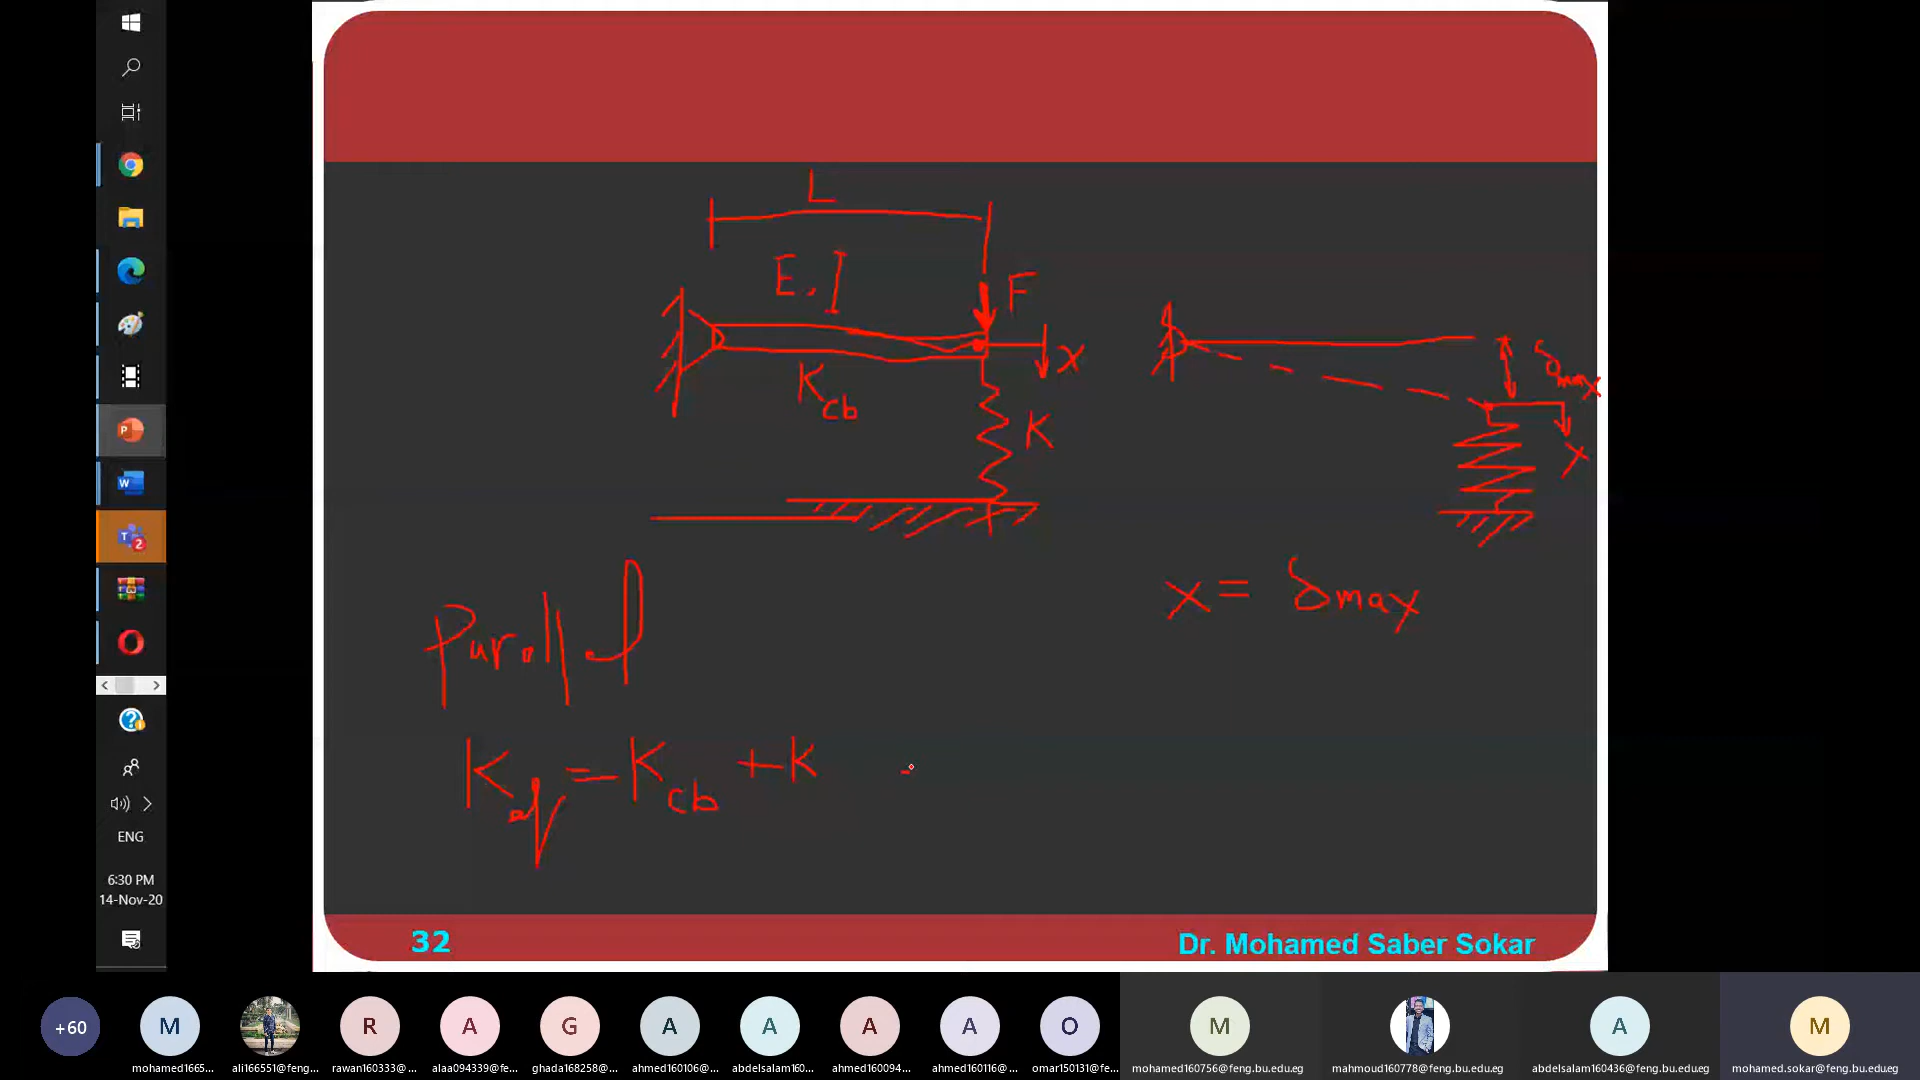 L
E, I
F
x
K
cb
K
δmax
x
x = δmax
Parallel
Keq = Kcb + K
32
Dr. Mohamed Saber Sokar
ENG
6:30 PM
14-Nov-20
2
+60
M
R
A
G
A
A
A
A
O
M
A
M
mohamed1665...
ali166551@feng...
rawan160333@...
alaa094339@fe...
ghada168258@...
ahmed160106@...
abdelsalam160...
ahmed160094...
ahmed160116@...
omar150131@fe...
mohamed160756@feng.bu.edu.eg
mahmoud160778@feng.bu.edu.eg
abdelsalam160436@feng.bu.edu.eg
mohamed.sokar@feng.bu.edu.eg